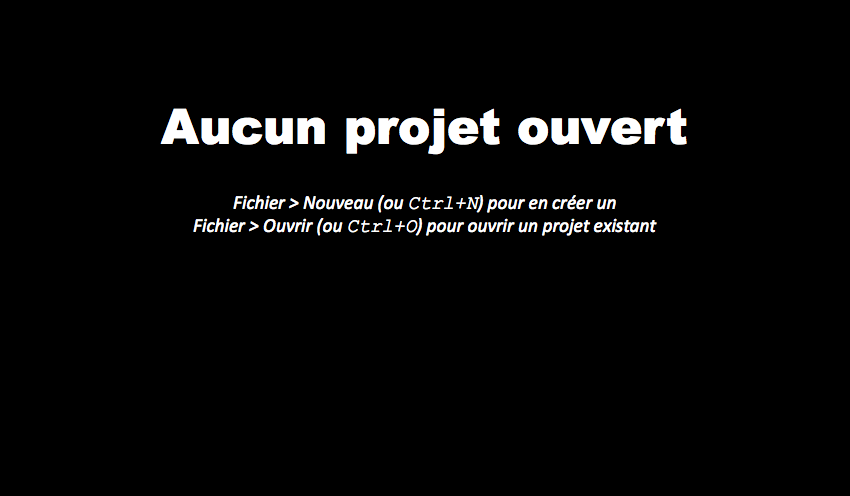 Aucun projet ouvert
Fichier > Nouveau (ou Ctrl+N) pour en créer un
Fichier > Ouvrir (ou Ctrl+O) pour ouvrir un projet existant